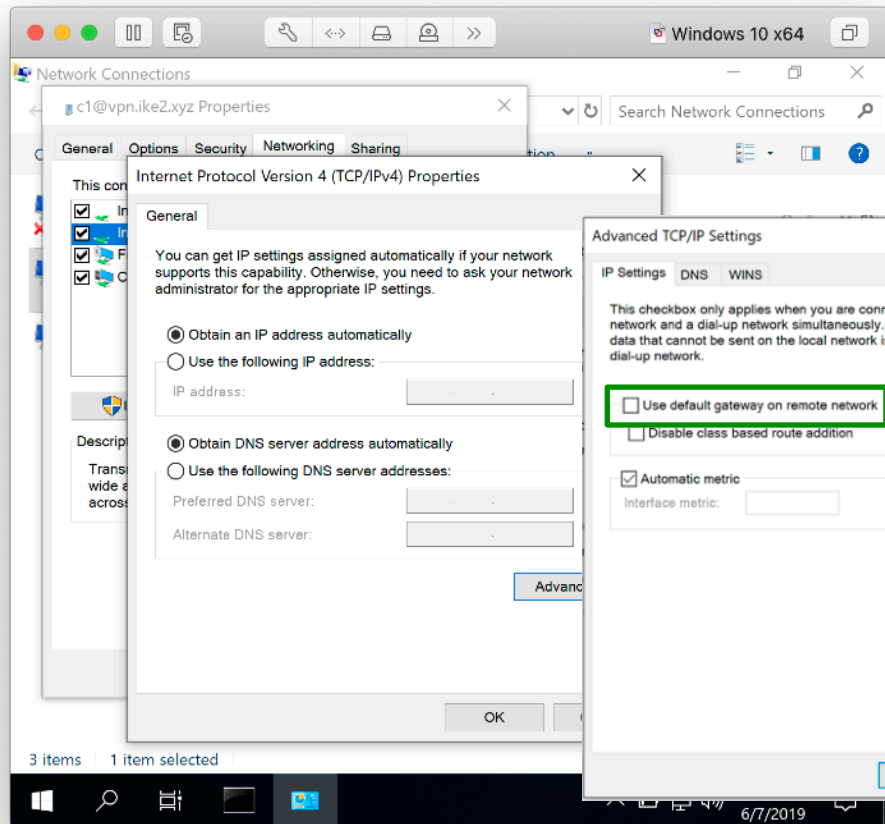 Windows 10 x64
Network Connections
c1@vpn.ike2.xyz Properties
Search Network Connections
General Options Security Networking Sharing
This
Internet Protocol Version 4 (TCP/IPv4) Properties
General
You can get IP settings assigned automatically if your network
supports this capability. Otherwise, you need to ask your network
administrator for the appropriate IP settings.
Obtain an IP address automatically
Use the following IP address:
IP address:
Obtain DNS server address automatically
Use the following DNS server addresses:
Preferred DNS server:
Alternate DNS server:
OK
wide
Advanced TCP/IP Settings
IP Settings DNS WINS
This checkbox only applies when you are
network and a dial-up network simultaneously.
data that cannot be sent on the local network
dial-up network.
Use default gateway on remote network
Disable class based route addition
Automatic metric
Interface metric:
3 items 1 item selected
6/7/2019